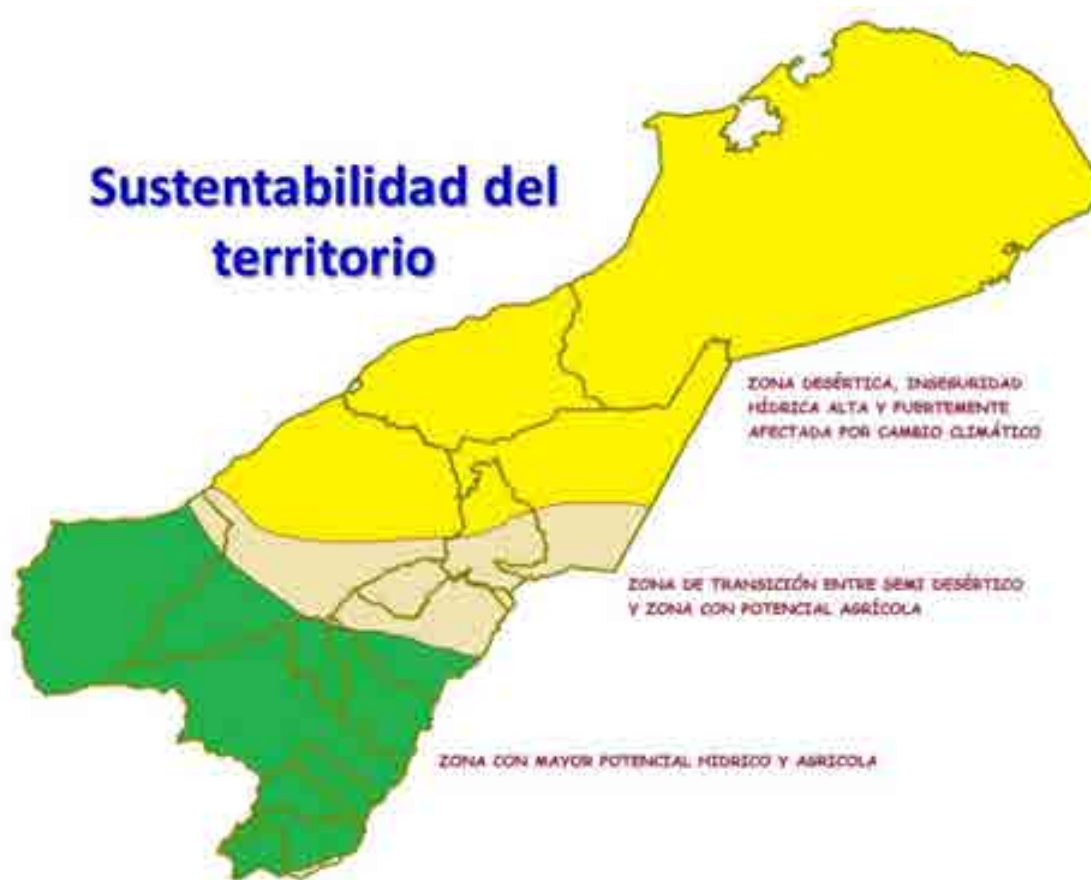 Sustentabilidad del
territorio
ZONA DESÉRTICA, INSEGURIDAD
HÍDRICA ALTA Y FUERTEMENTE
AFECTADA POR CAMBIO CLIMÁTICO
ZONA DE TRANSICIÓN ENTRE SEMI DESÉRTICO
Y ZONA CON POTENCIAL AGRÍCOLA
ZONA CON MAYOR POTENCIAL HÍDRICO Y AGRICOLA